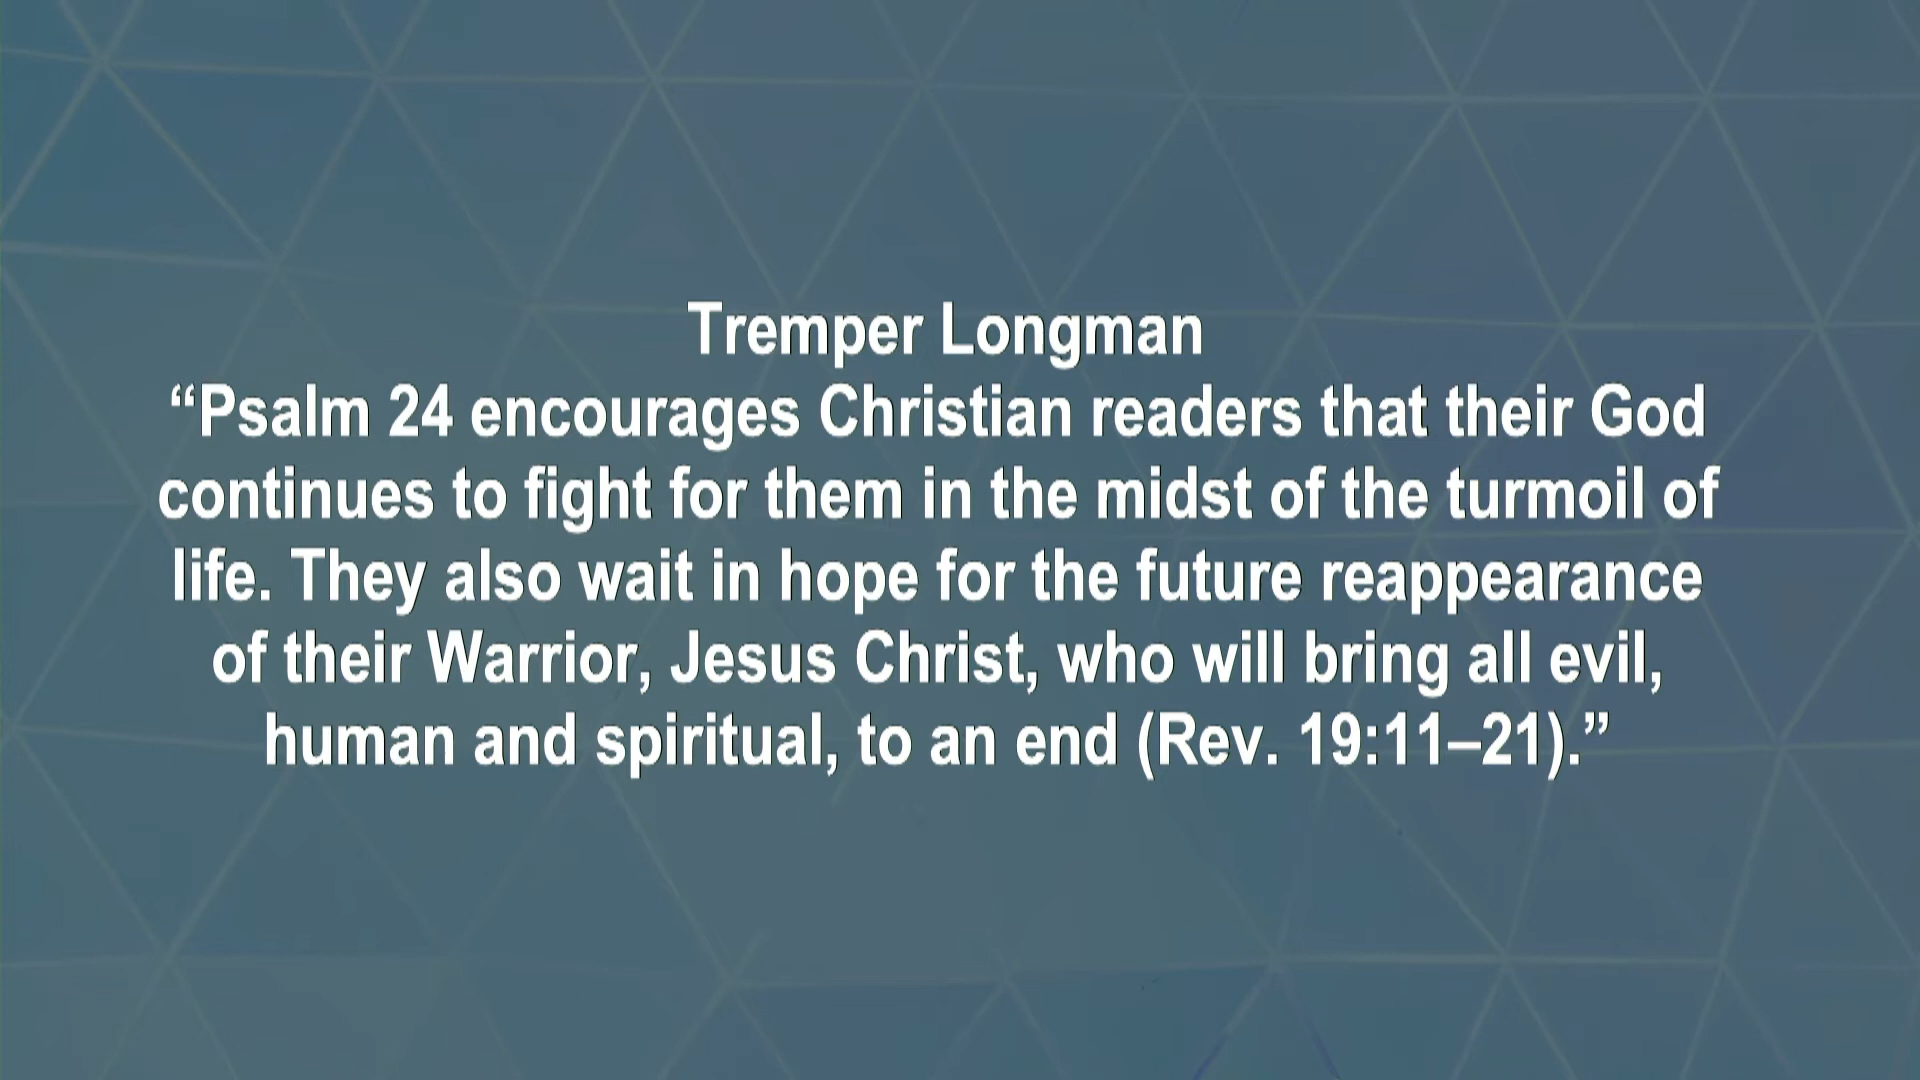 Tremper Longman
“Psalm 24 encourages Christian readers that their God
continues to fight for them in the midst of the turmoil of
life. They also wait in hope for the future reappearance
of their Warrior, Jesus Christ, who will bring all evil,
human and spiritual, to an end (Rev. 19:11–21).”